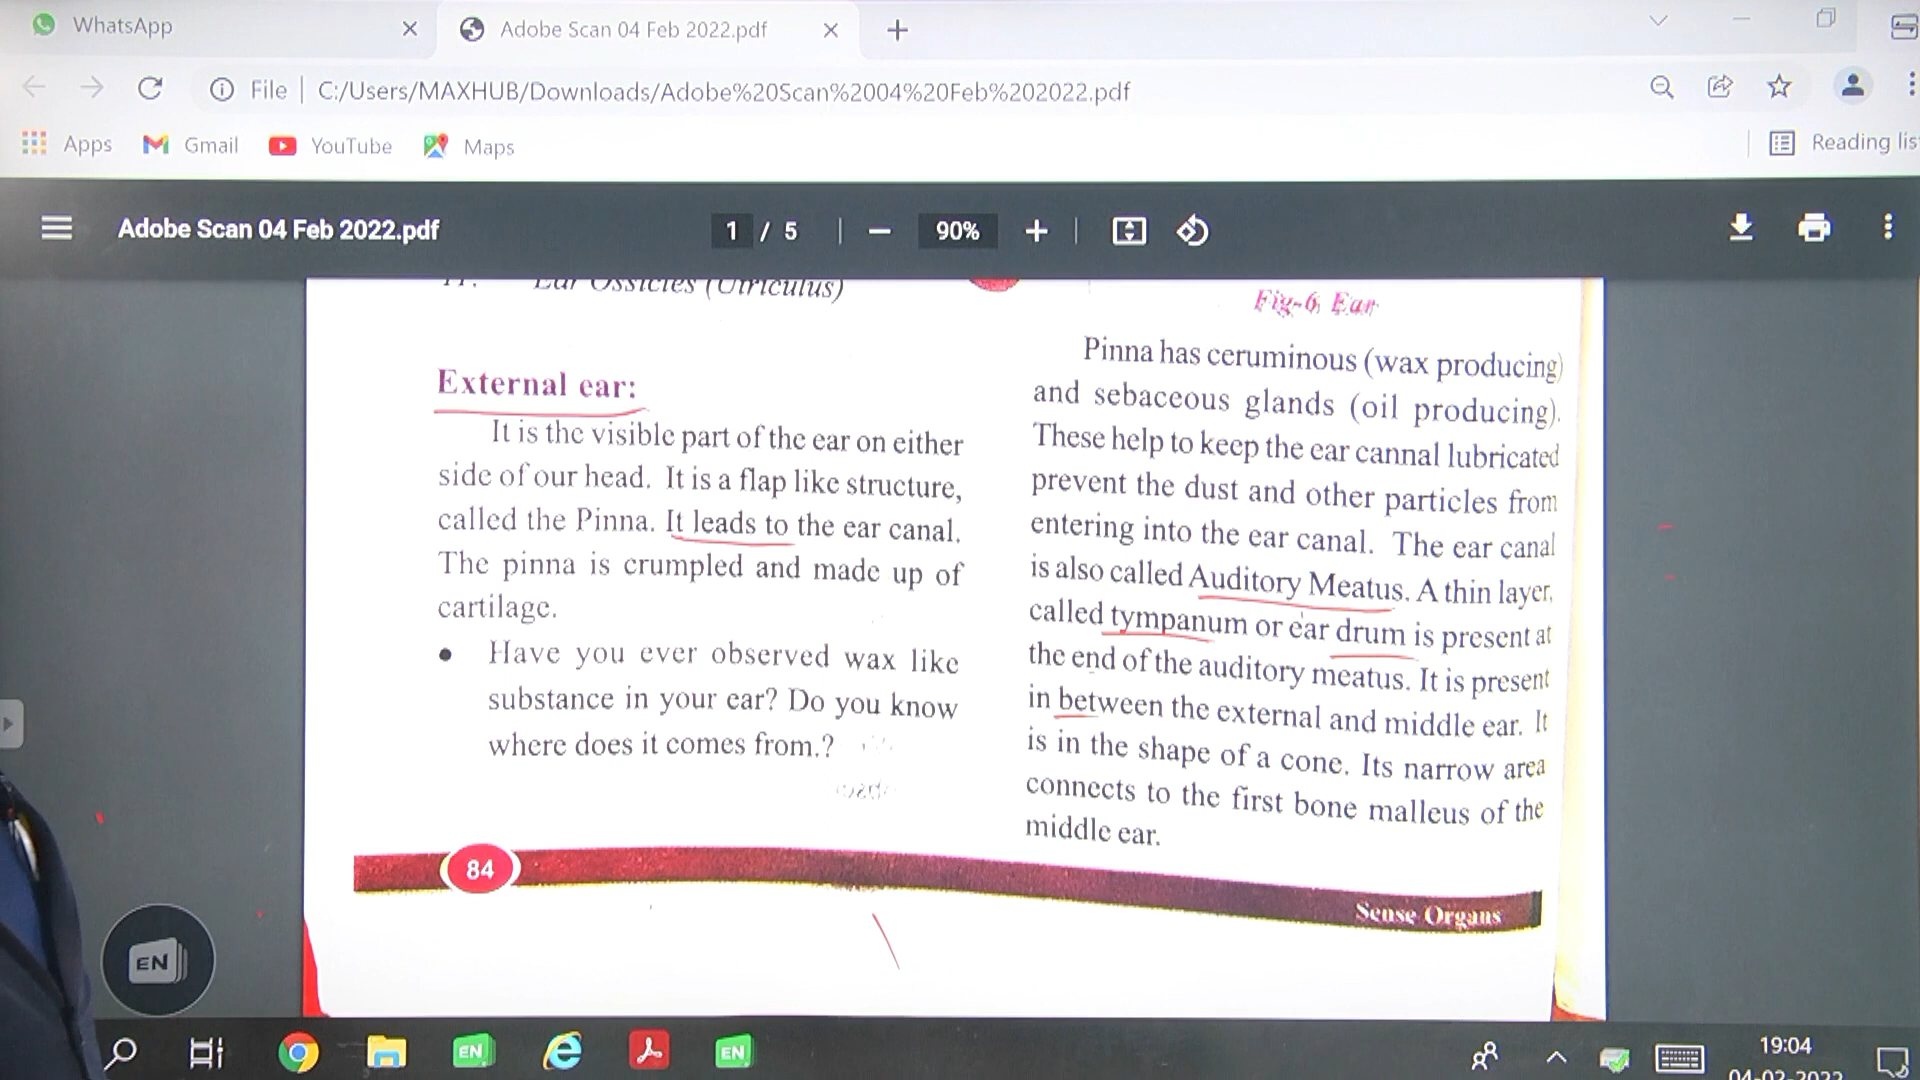 WhatsApp
Adobe Scan 04 Feb 2022.pdf
File
C:/Users/MAXHUB/Downloads/Adobe%20Scan%2004%20Feb%202022.pdf
Apps
Gmail
YouTube
Maps
Reading lis
Adobe Scan 04 Feb 2022.pdf
1 / 5
90%
Ear Ossicles (Utriculus)
External ear:
It is the visible part of the ear on either
side of our head. It is a flap like structure,
called the Pinna. It leads to the ear canal.
The pinna is crumpled and made up of
cartilage.
• Have you ever observed wax like
substance in your ear? Do you know
where does it comes from.?
Fig-6 Ear
Pinna has ceruminous (wax producing)
and sebaceous glands (oil producing).
These help to keep the ear cannal lubricated
prevent the dust and other particles from
entering into the ear canal. The ear canal
is also called Auditory Meatus. A thin layer,
called tympanum or ear drum is present at
the end of the auditory meatus. It is present
in between the external and middle ear. It
is in the shape of a cone. Its narrow area
connects to the first bone malleus of the
middle ear.
84
Sense Organs
EN
EN
EN
19:04
04-02-2022